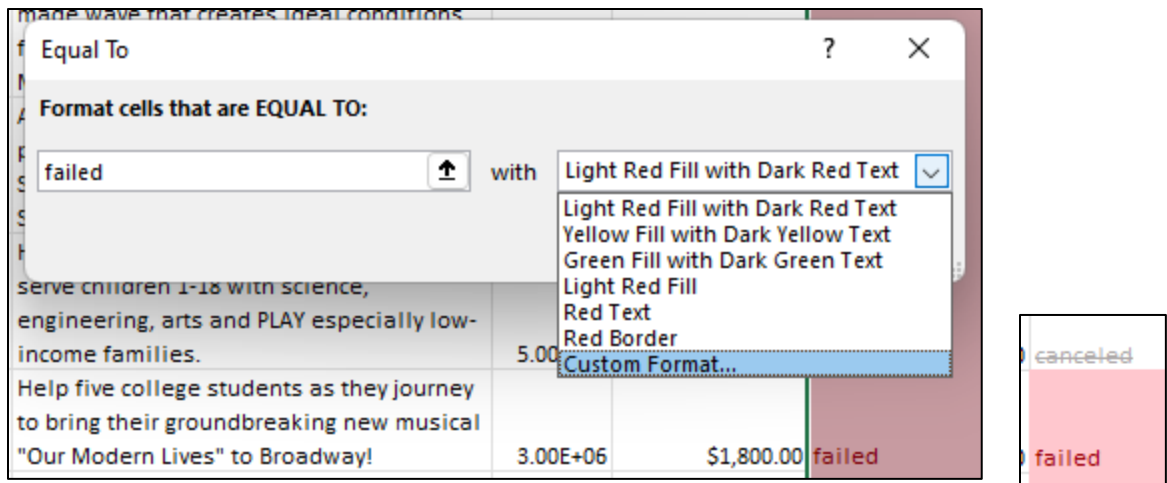 made wave that creates ideal conditions
Equal To
?
Format cells that are EQUAL TO:
failed
with
Light Red Fill with Dark Red Text
Light Red Fill with Dark Red Text
Yellow Fill with Dark Yellow Text
Green Fill with Dark Green Text
Light Red Fill
Red Text
Red Border
Custom Format...
serve children 1-18 with science,
engineering, arts and PLAY especially low-
income families.
5.00
Help five college students as they journey
to bring their groundbreaking new musical
"Our Modern Lives" to Broadway!
3.00E+06
$1,800.00
failed
canceled
failed